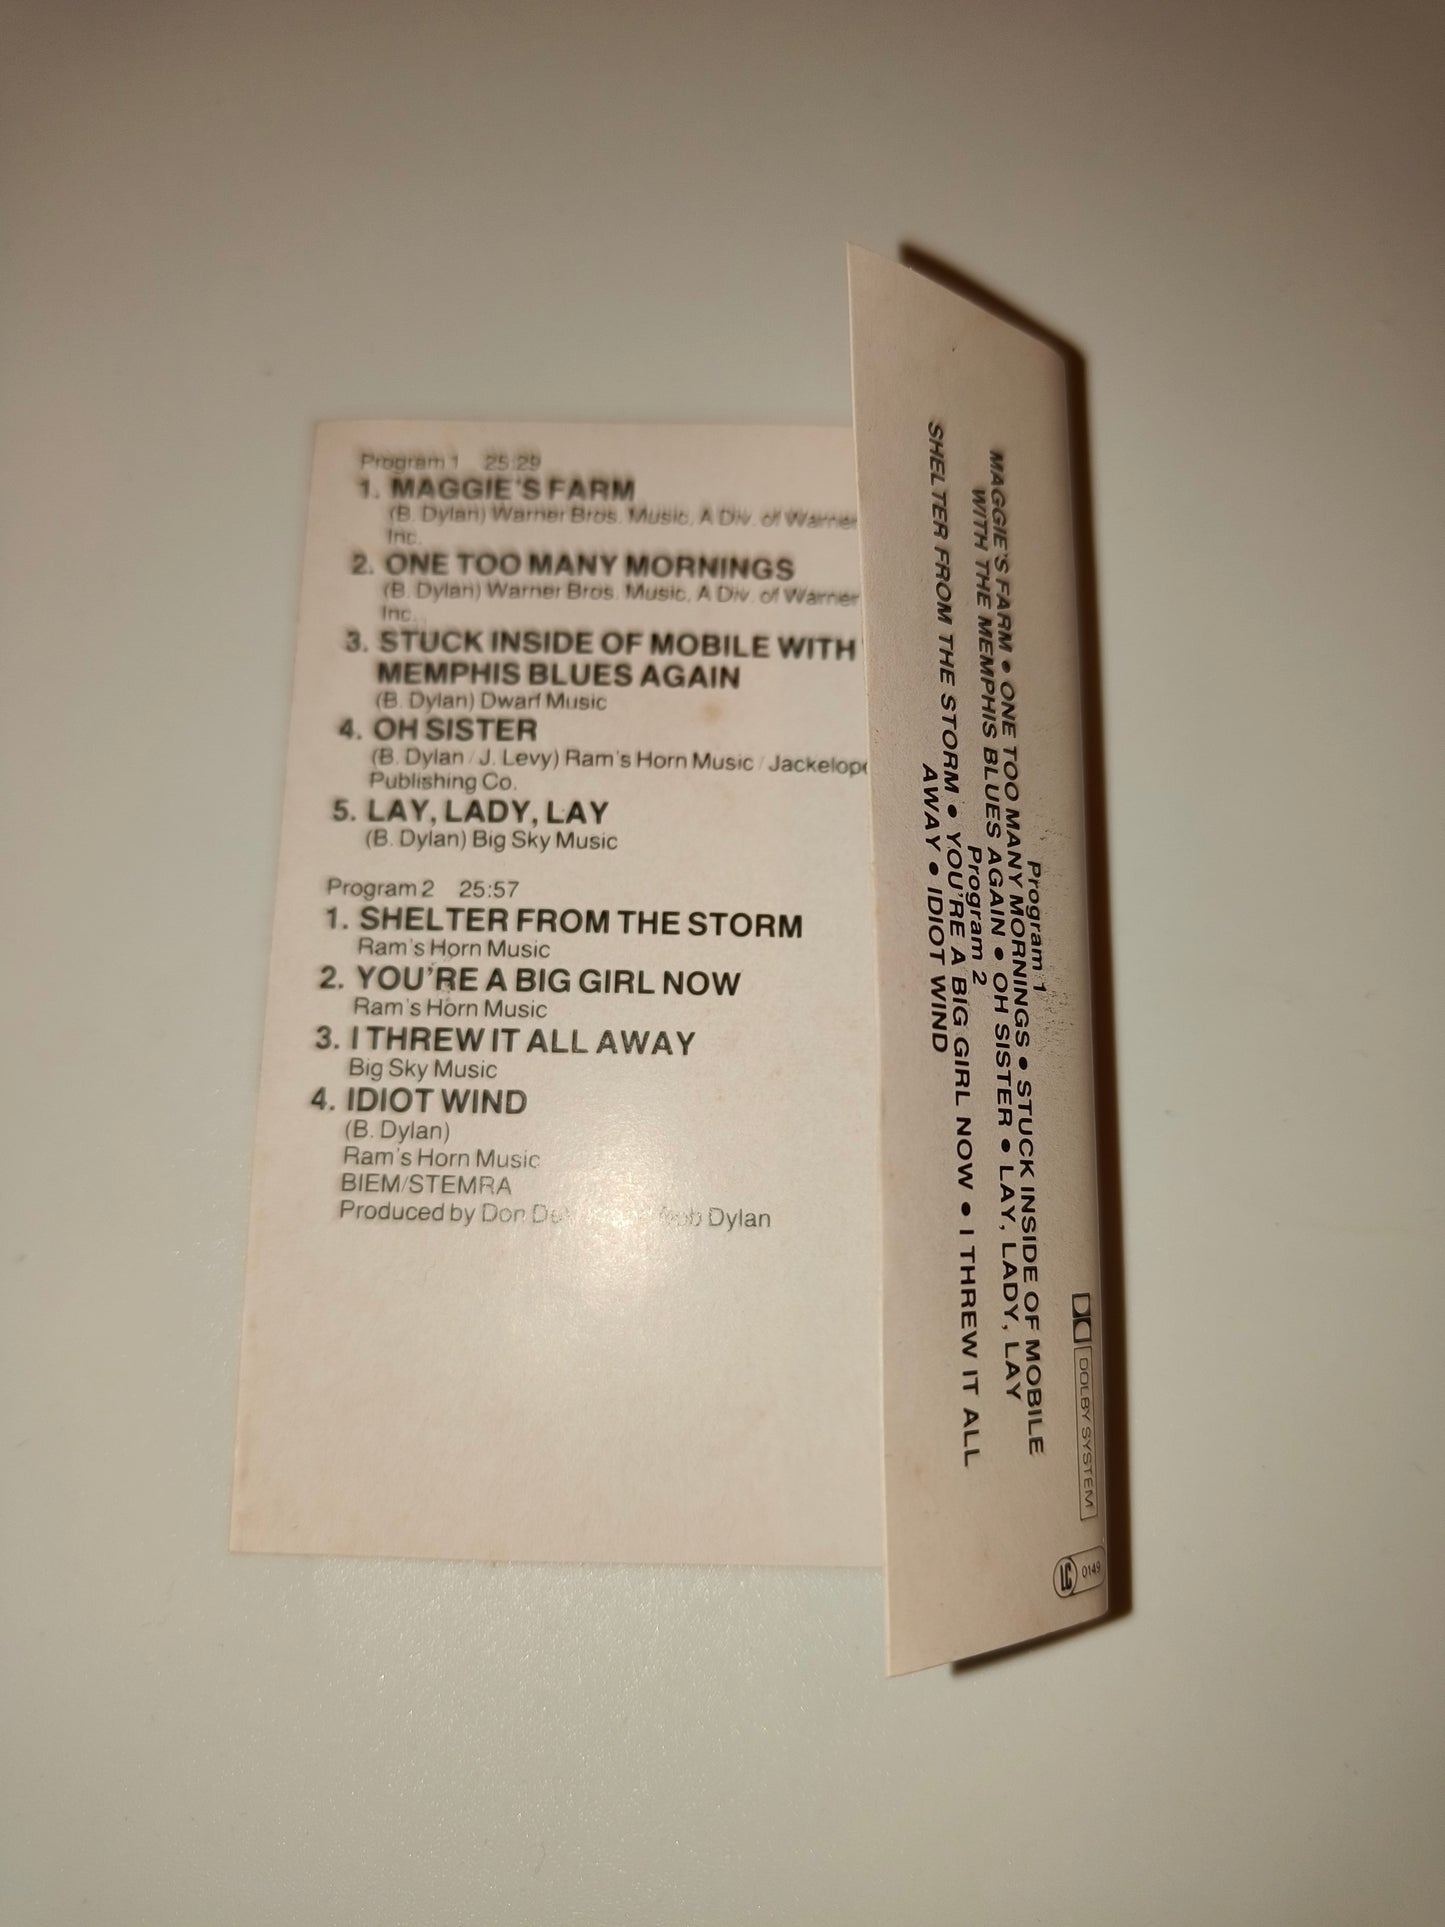 Program 1 25:29
1. MAGGIE'S FARM
(B. Dylan) Warner Bros. Music, A Div. of Warner
Inc.
2. ONE TOO MANY MORNINGS
(B. Dylan) Warner Bros. Music, A Div. of Warner
Inc.
3. STUCK INSIDE OF MOBILE WITH
MEMPHIS BLUES AGAIN
(B. Dylan) Dwarf Music
4. OH SISTER
(B. Dylan / J. Levy) Ram's Horn Music / Jackelope
Publishing Co.
5. LAY, LADY, LAY
(B. Dylan) Big Sky Music
Program 2 25:57
1. SHELTER FROM THE STORM
Ram's Horn Music
2. YOU'RE A BIG GIRL NOW
Ram's Horn Music
3. I THREW IT ALL AWAY
Big Sky Music
4. IDIOT WIND
(B. Dylan)
Ram's Horn Music
BIEM/STEMRA
Produced by Don Bob Dylan
Program 1
MAGGIE'S FARM • ONE TOO MANY MORNINGS • STUCK INSIDE OF MOBILE
WITH THE MEMPHIS BLUES AGAIN • OH SISTER • LAY, LADY, LAY
Program 2
SHELTER FROM THE STORM • YOU'RE A BIG GIRL NOW • I THREW IT ALL
AWAY • IDIOT WIND
DOLBY SYSTEM
0149